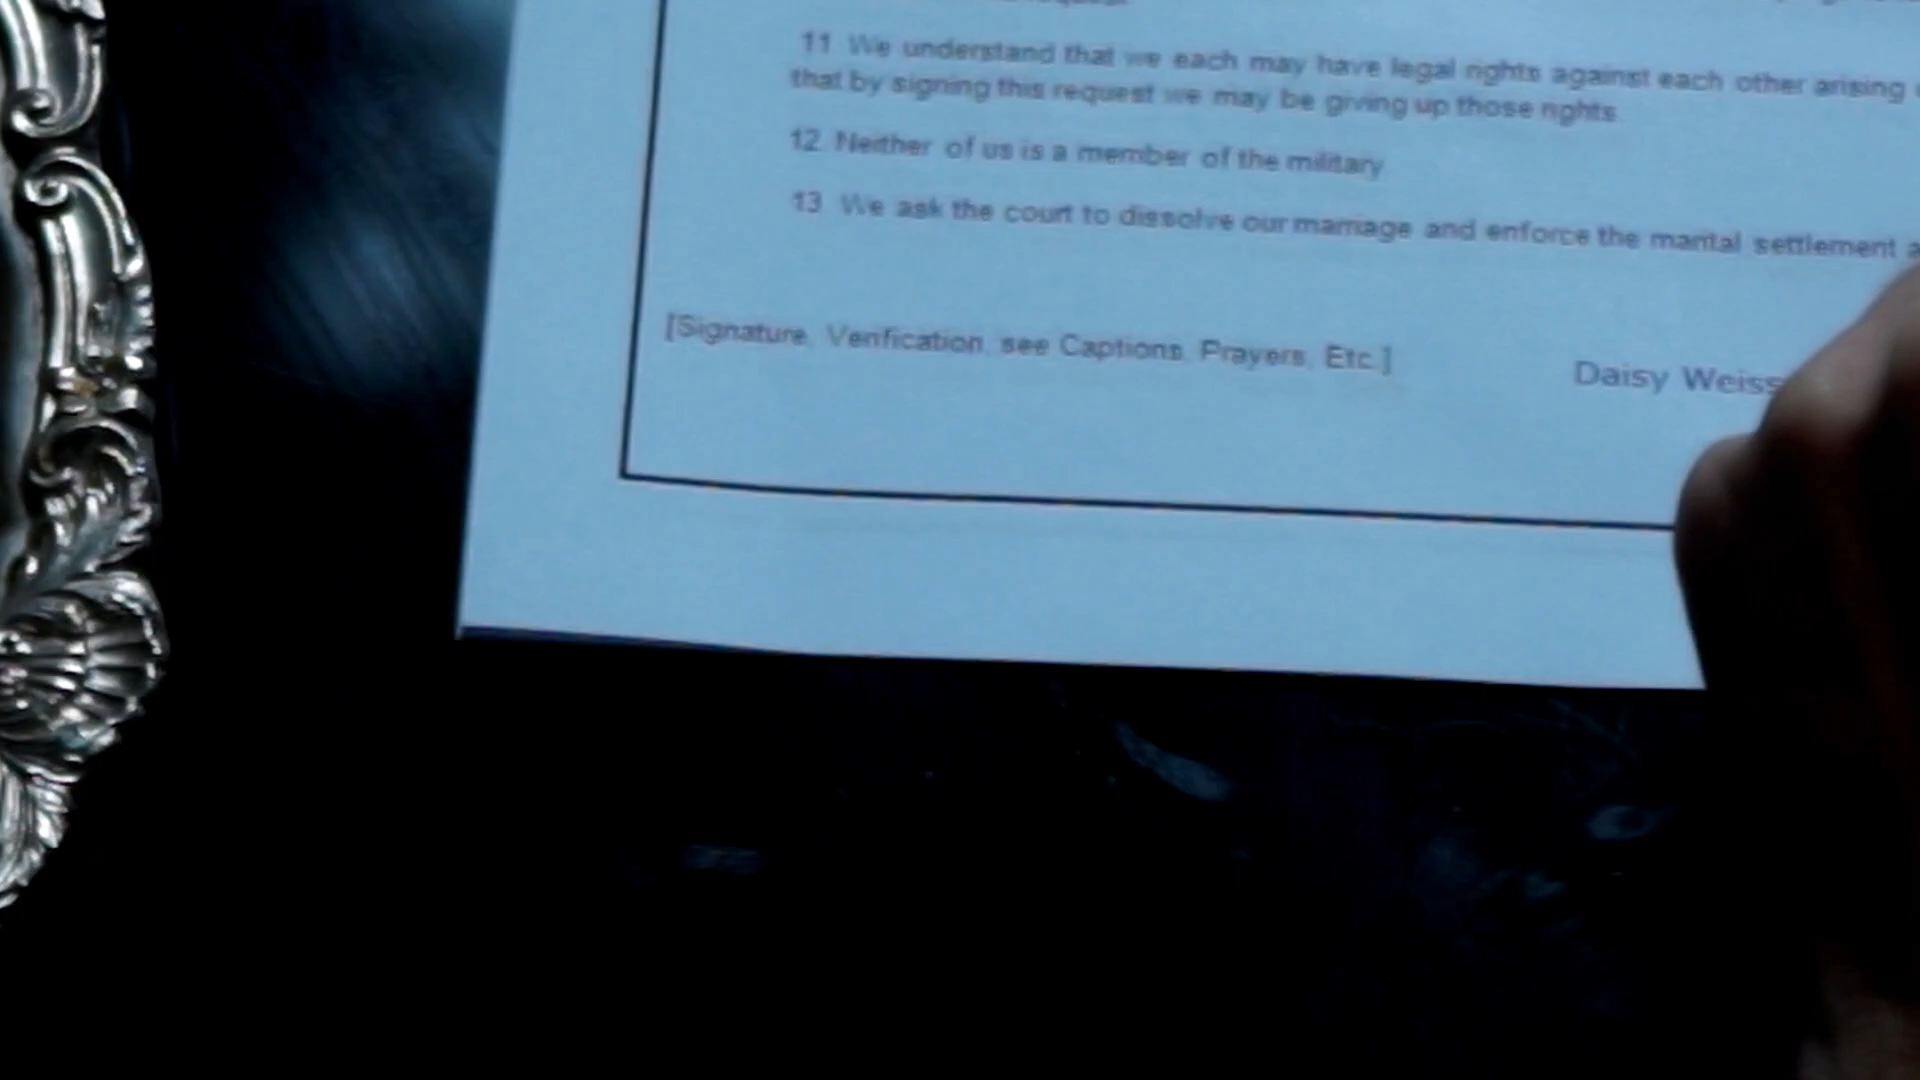 11 We understand that we each may have legal rights against each other arising
that by signing this request we may be giving up those rights.
12 Neither of us is a member of the military
13 We ask the court to dissolve our marriage and enforce the marital settlement
[Signature, Verification, see Captions, Prayers, Etc.]
Daisy Weiss